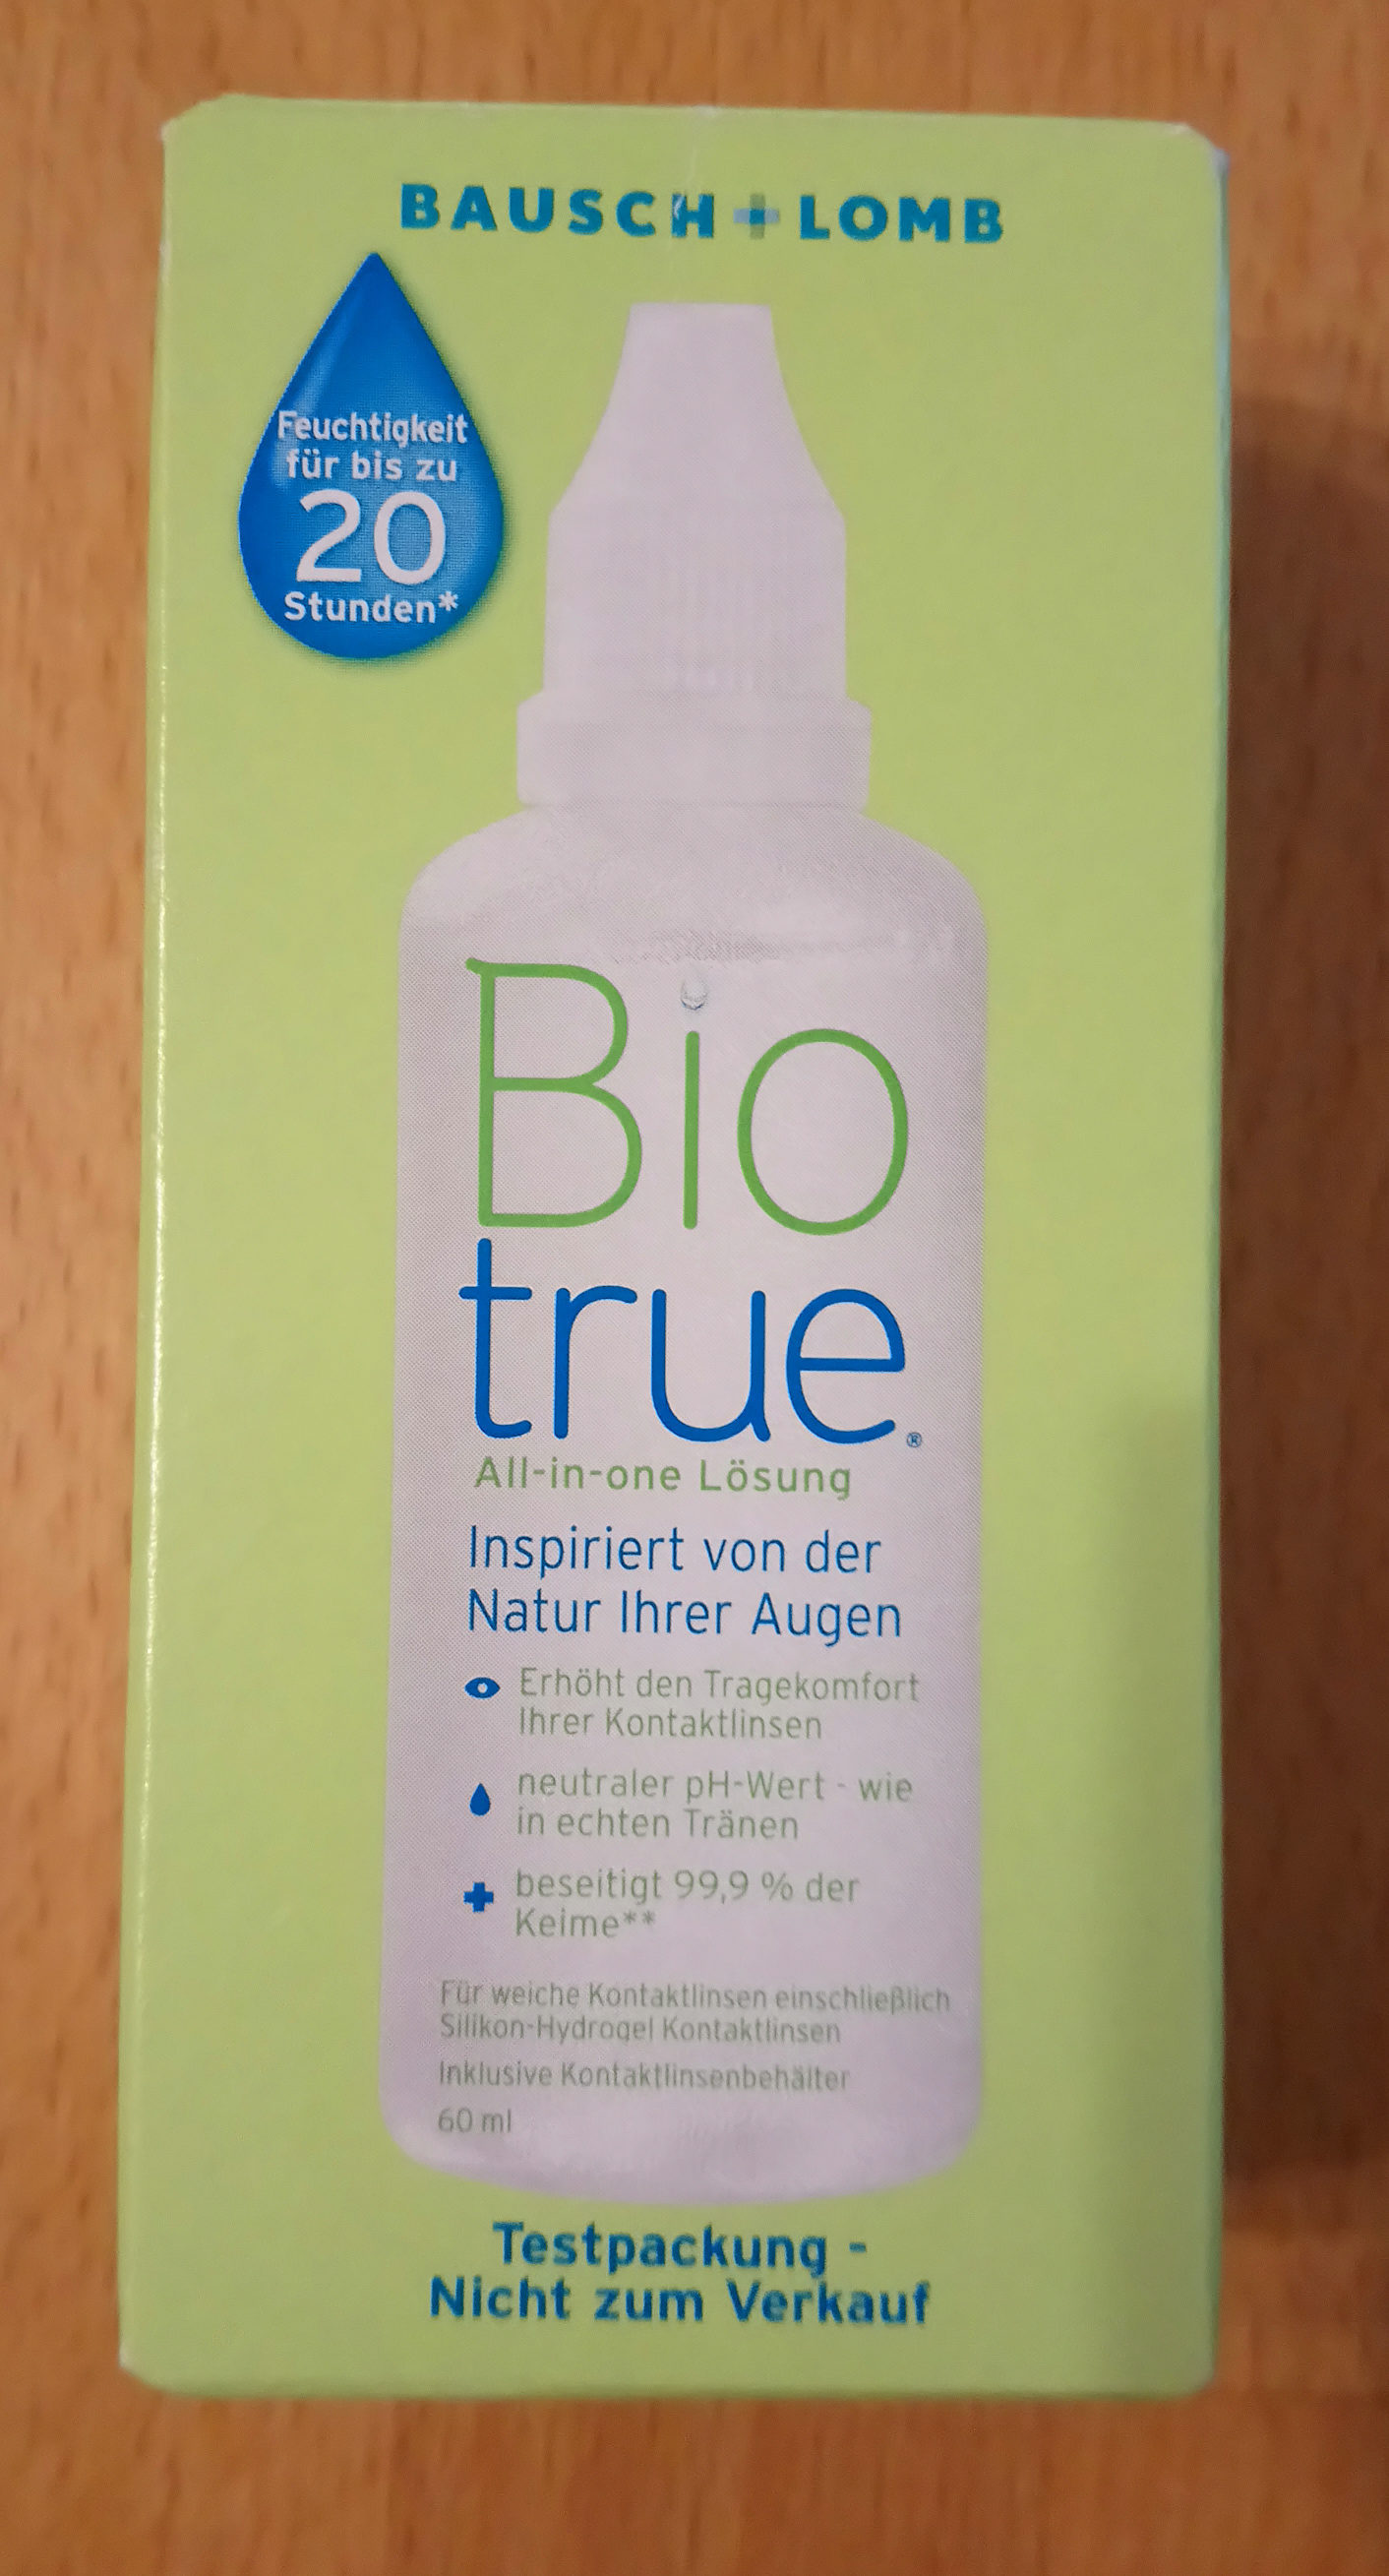 BAUSCH + LOMB
Feuchtigkeit
für bis zu
20
Stunden*
Bio
true®
All-in-one Lösung
Inspiriert von der
Natur Ihrer Augen
Erhöht den Tragekomfort
Ihrer Kontaktlinsen
neutraler pH-Wert - wie
in echten Tränen
beseitigt 99,9 % der
Keime**
Für weiche Kontaktlinsen einschließlich
Silikon-Hydrogel Kontaktlinsen
Inklusive Kontaktlinsenbehälter
60 ml
Testpackung -
Nicht zum Verkauf